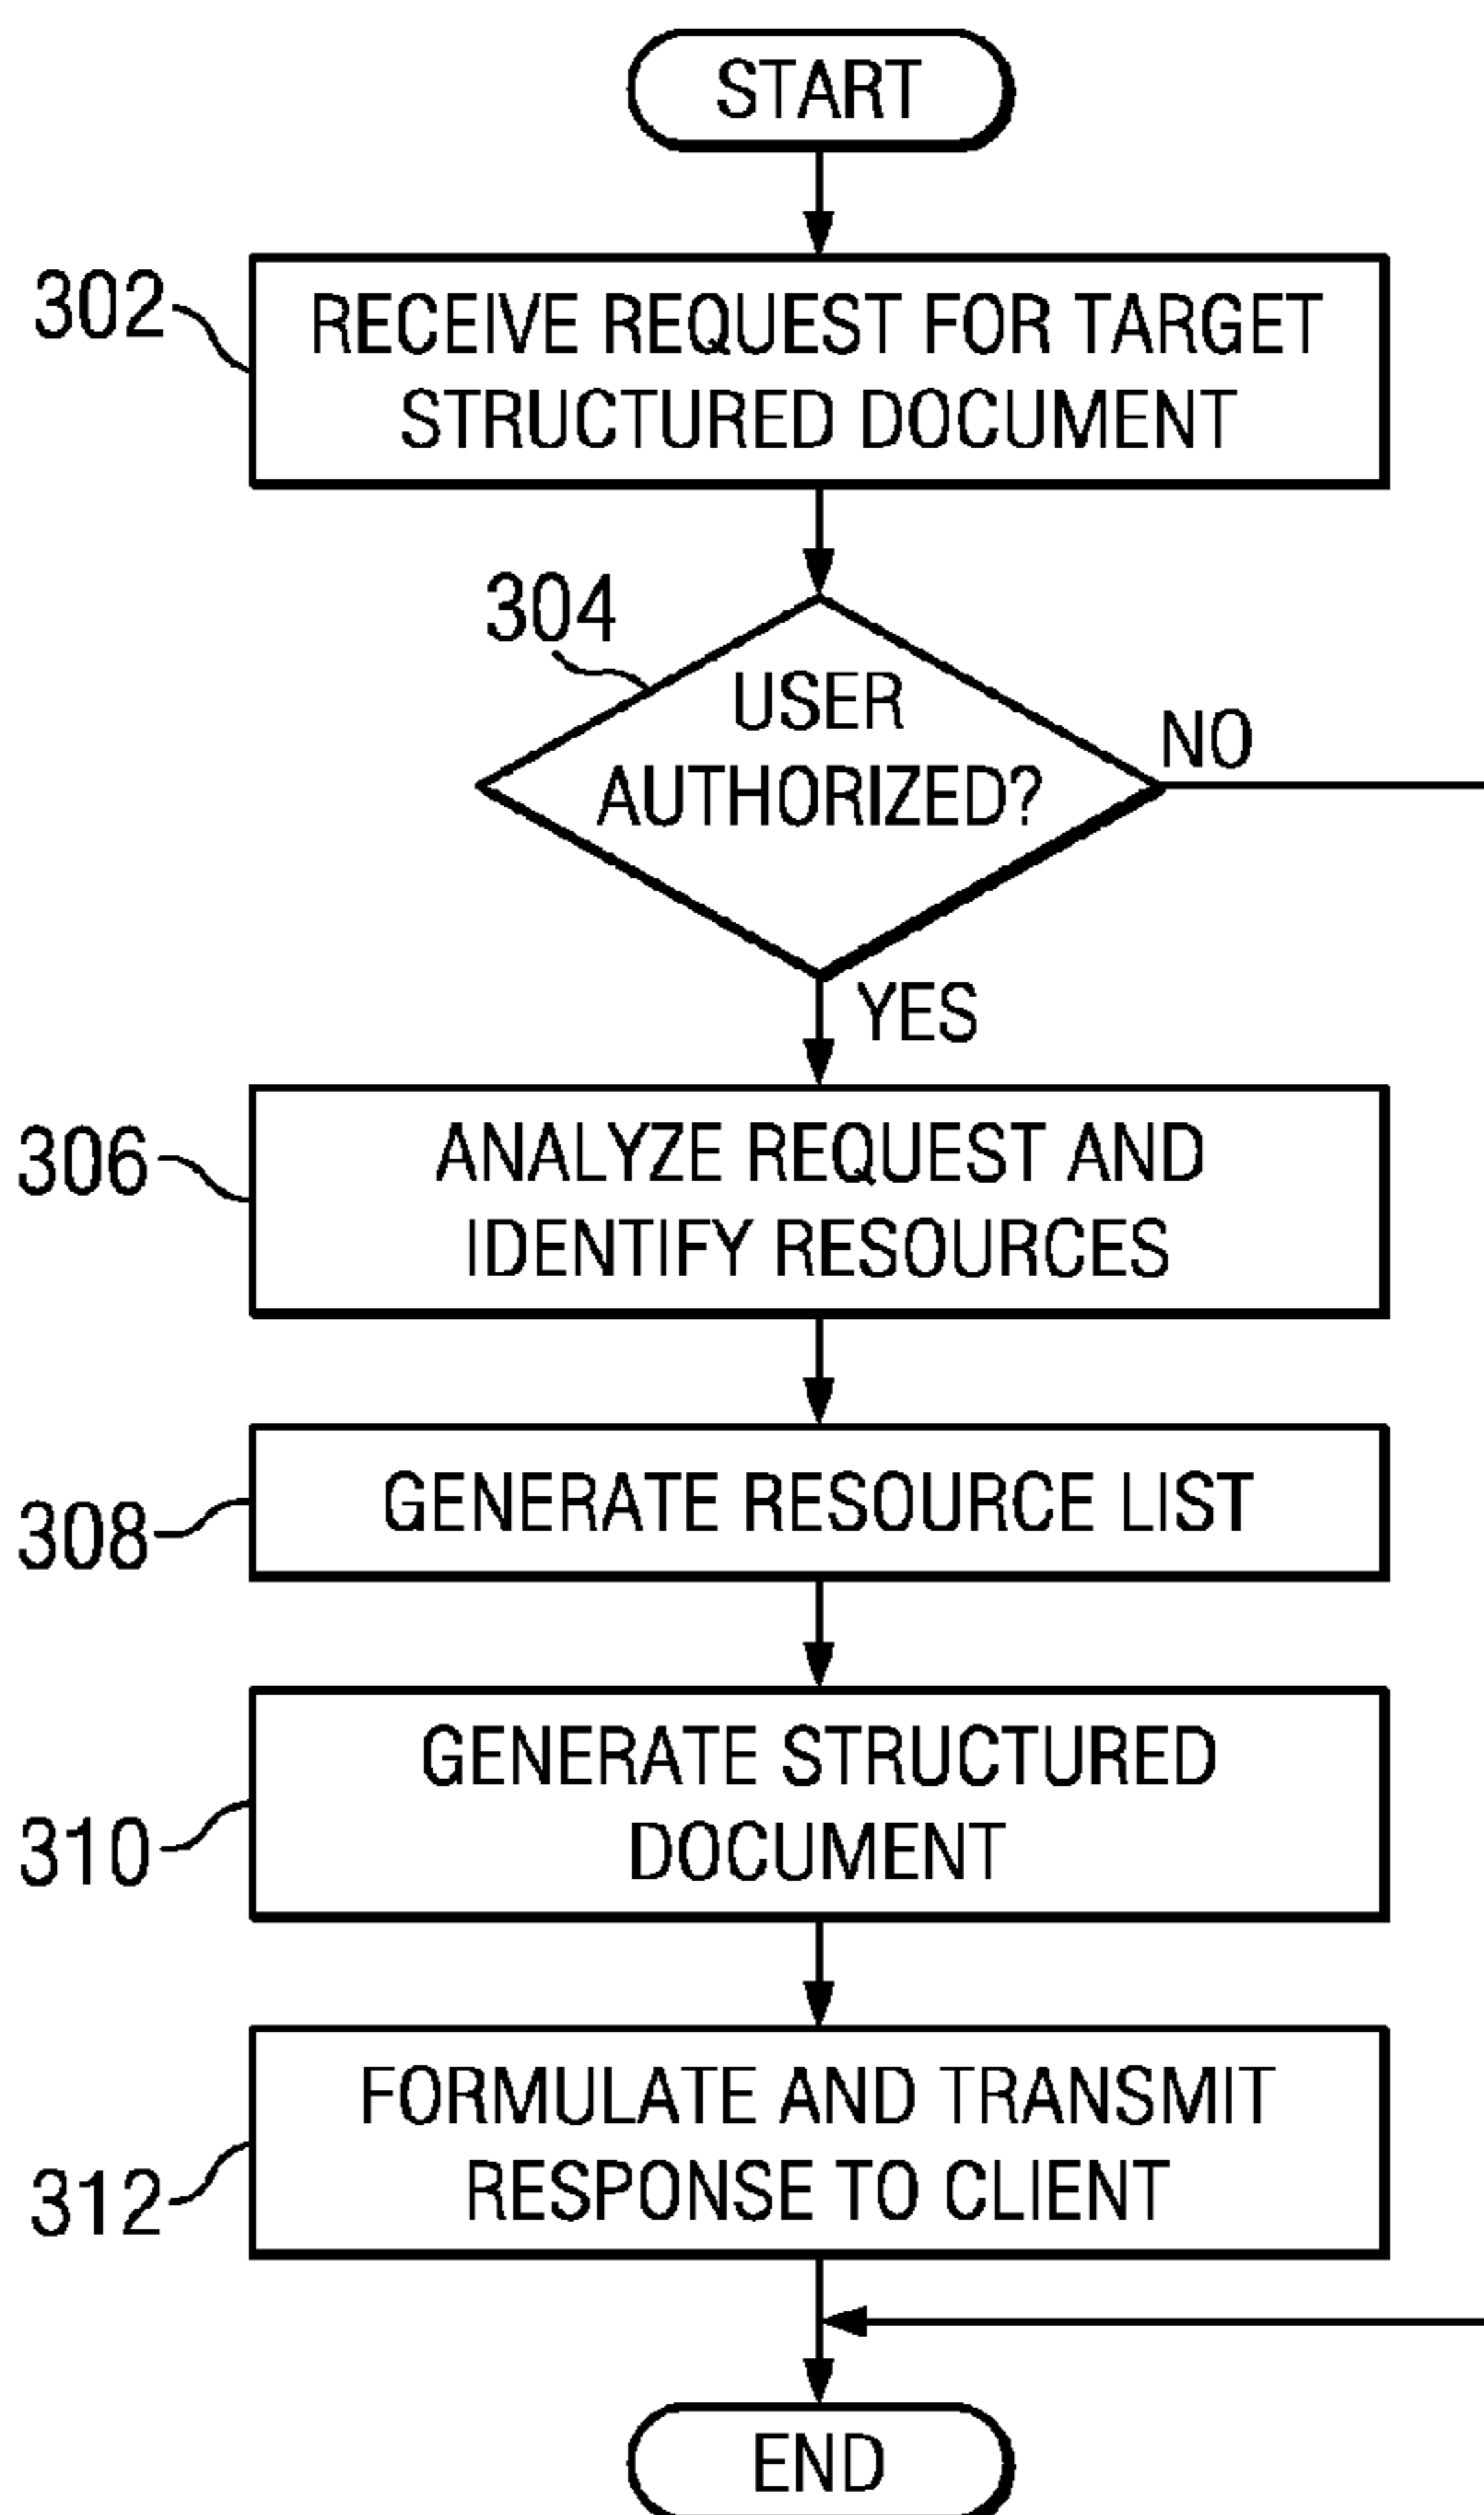 START
302
RECEIVE REQUEST FOR TARGET
STRUCTURED DOCUMENT
304
USER
AUTHORIZED?
NO
YES
306
ANALYZE REQUEST AND
IDENTIFY RESOURCES
308
GENERATE RESOURCE LIST
310
GENERATE STRUCTURED
DOCUMENT
312
FORMULATE AND TRANSMIT
RESPONSE TO CLIENT
END